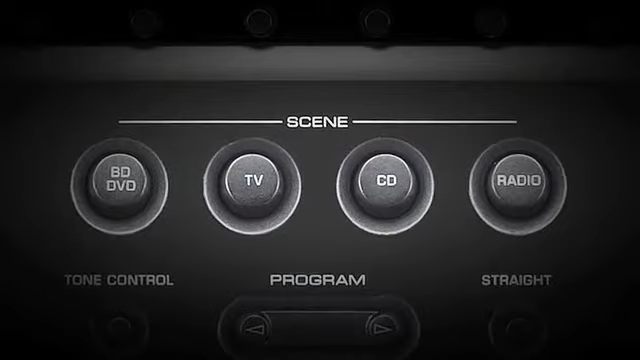 SCENE
BD
DVD
TV
CD
RADIO
TONE CONTROL
PROGRAM
STRAIGHT